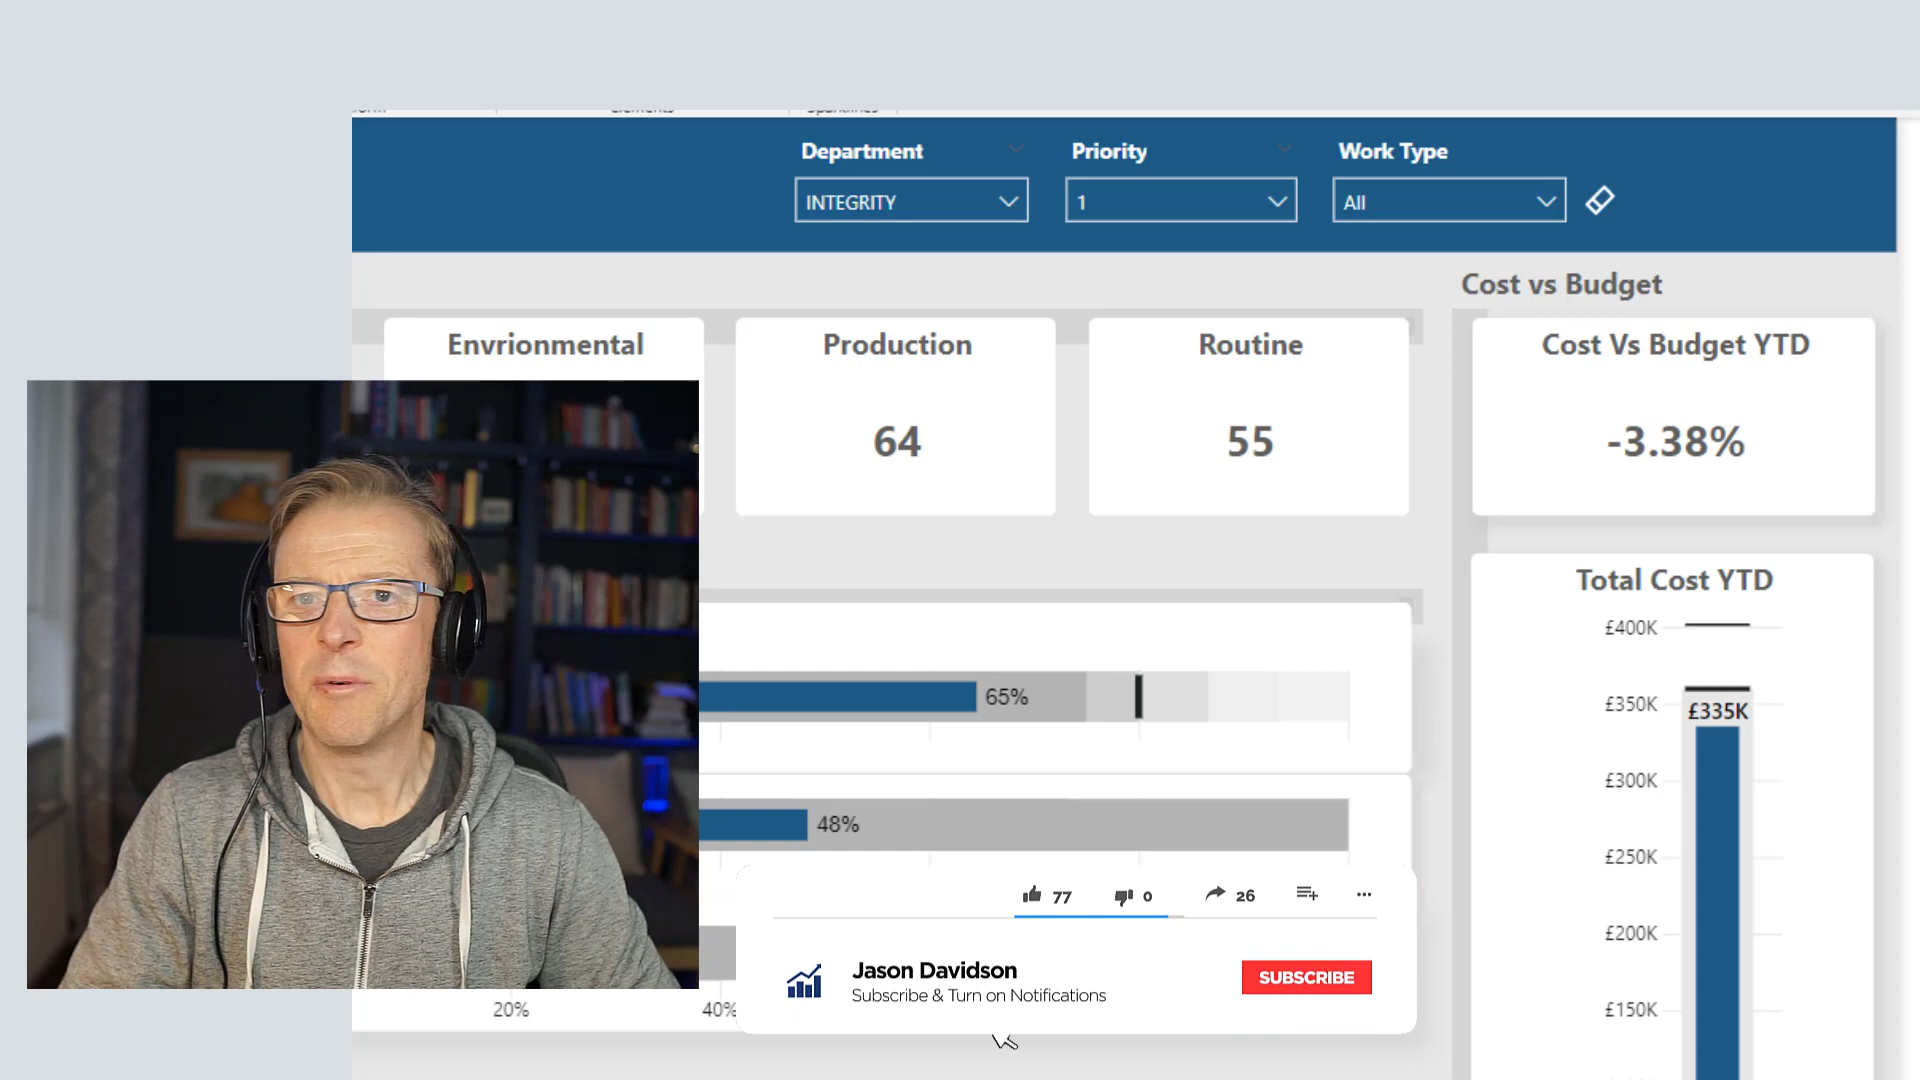 Department
Priority
Work Type
INTEGRITY
1
All
Cost vs Budget
Envrionmental
Production
Routine
Cost Vs Budget YTD
64
55
-3.38%
Total Cost YTD
£400K
£350K
£335K
£300K
£250K
£200K
£150K
65%
48%
77
0
26
Jason Davidson
Subscribe & Turn on Notifications
SUBSCRIBE
20%
40%